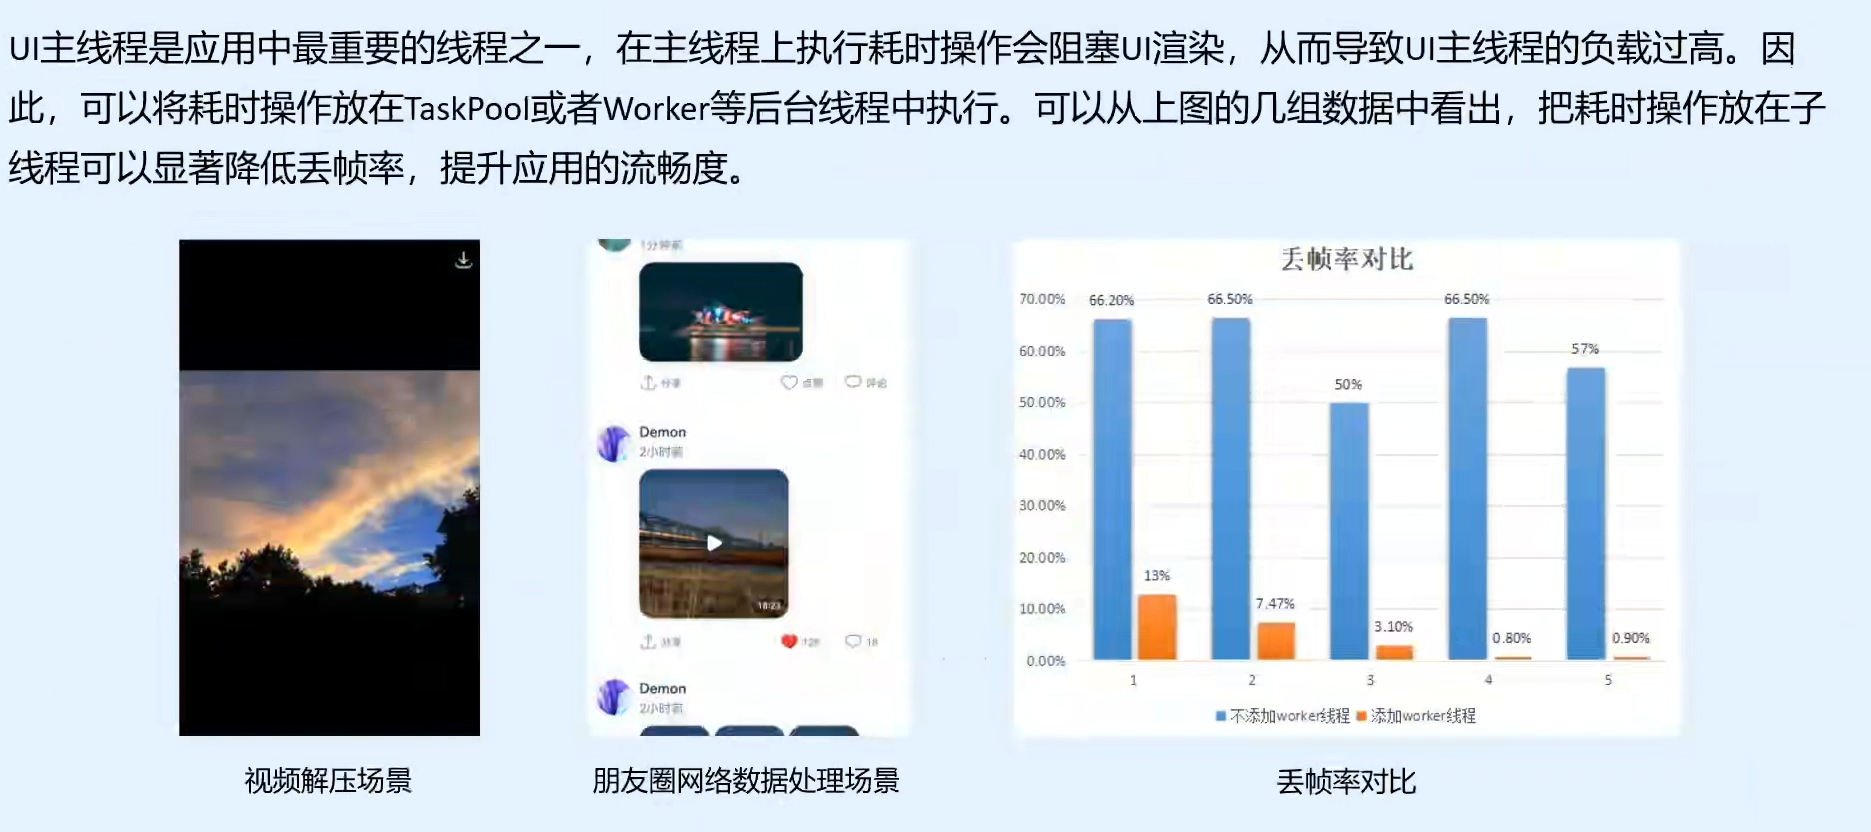 UI主线程是应用中最重要的线程之一，在主线程上执行耗时操作会阻塞UI渲染，从而导致UI主线程的负载过高。因
此，可以将耗时操作放在TaskPool或者Worker等后台线程中执行。可以从上图的几组数据中看出，把耗时操作放在子
线程可以显著降低丢帧率，提升应用的流畅度。
1分钟前
分享 点赞 评论
Demon
2小时前
18:23
128 18
Demon
2小时前
丢帧率对比
70.00%
60.00%
50.00%
40.00%
30.00%
20.00%
10.00%
0.00%
66.20% 66.50% 50% 66.50% 57%
13% 7.47% 3.10% 0.80% 0.90%
1 2 3 4 5
不添加worker线程 添加worker线程
视频解压场景 朋友圈网络数据处理场景 丢帧率对比